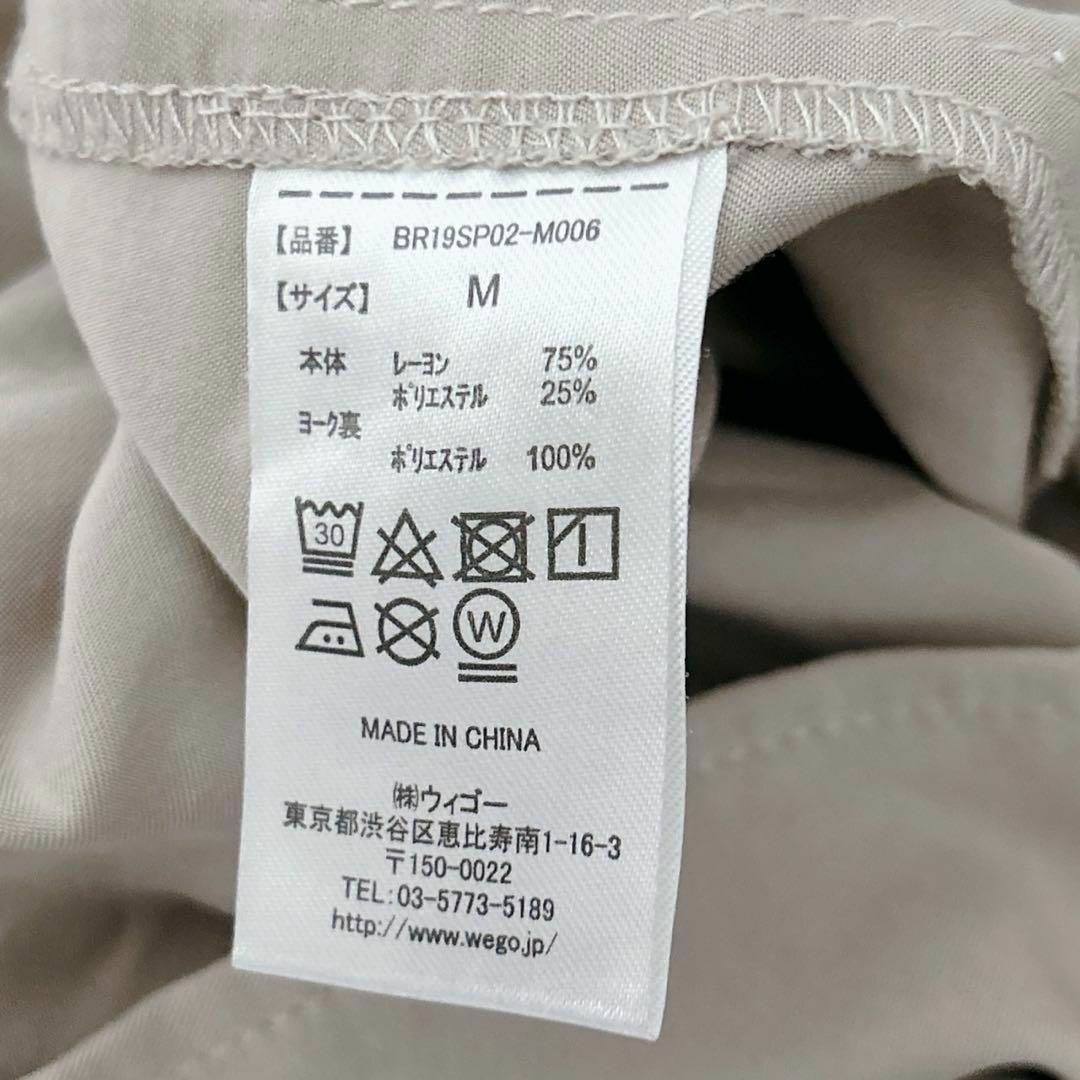 【品番】 BR19SP02-M006
【サイズ】 M
本体 レーヨン 75%
ポリエステル 25%
ヨーク裏
ポリエステル 100%
30
W
MADE IN CHINA
㈱ウィゴー
東京都渋谷区恵比寿南1-16-3
〒150-0022
TEL:03-5773-5189
http://www.wego.jp/